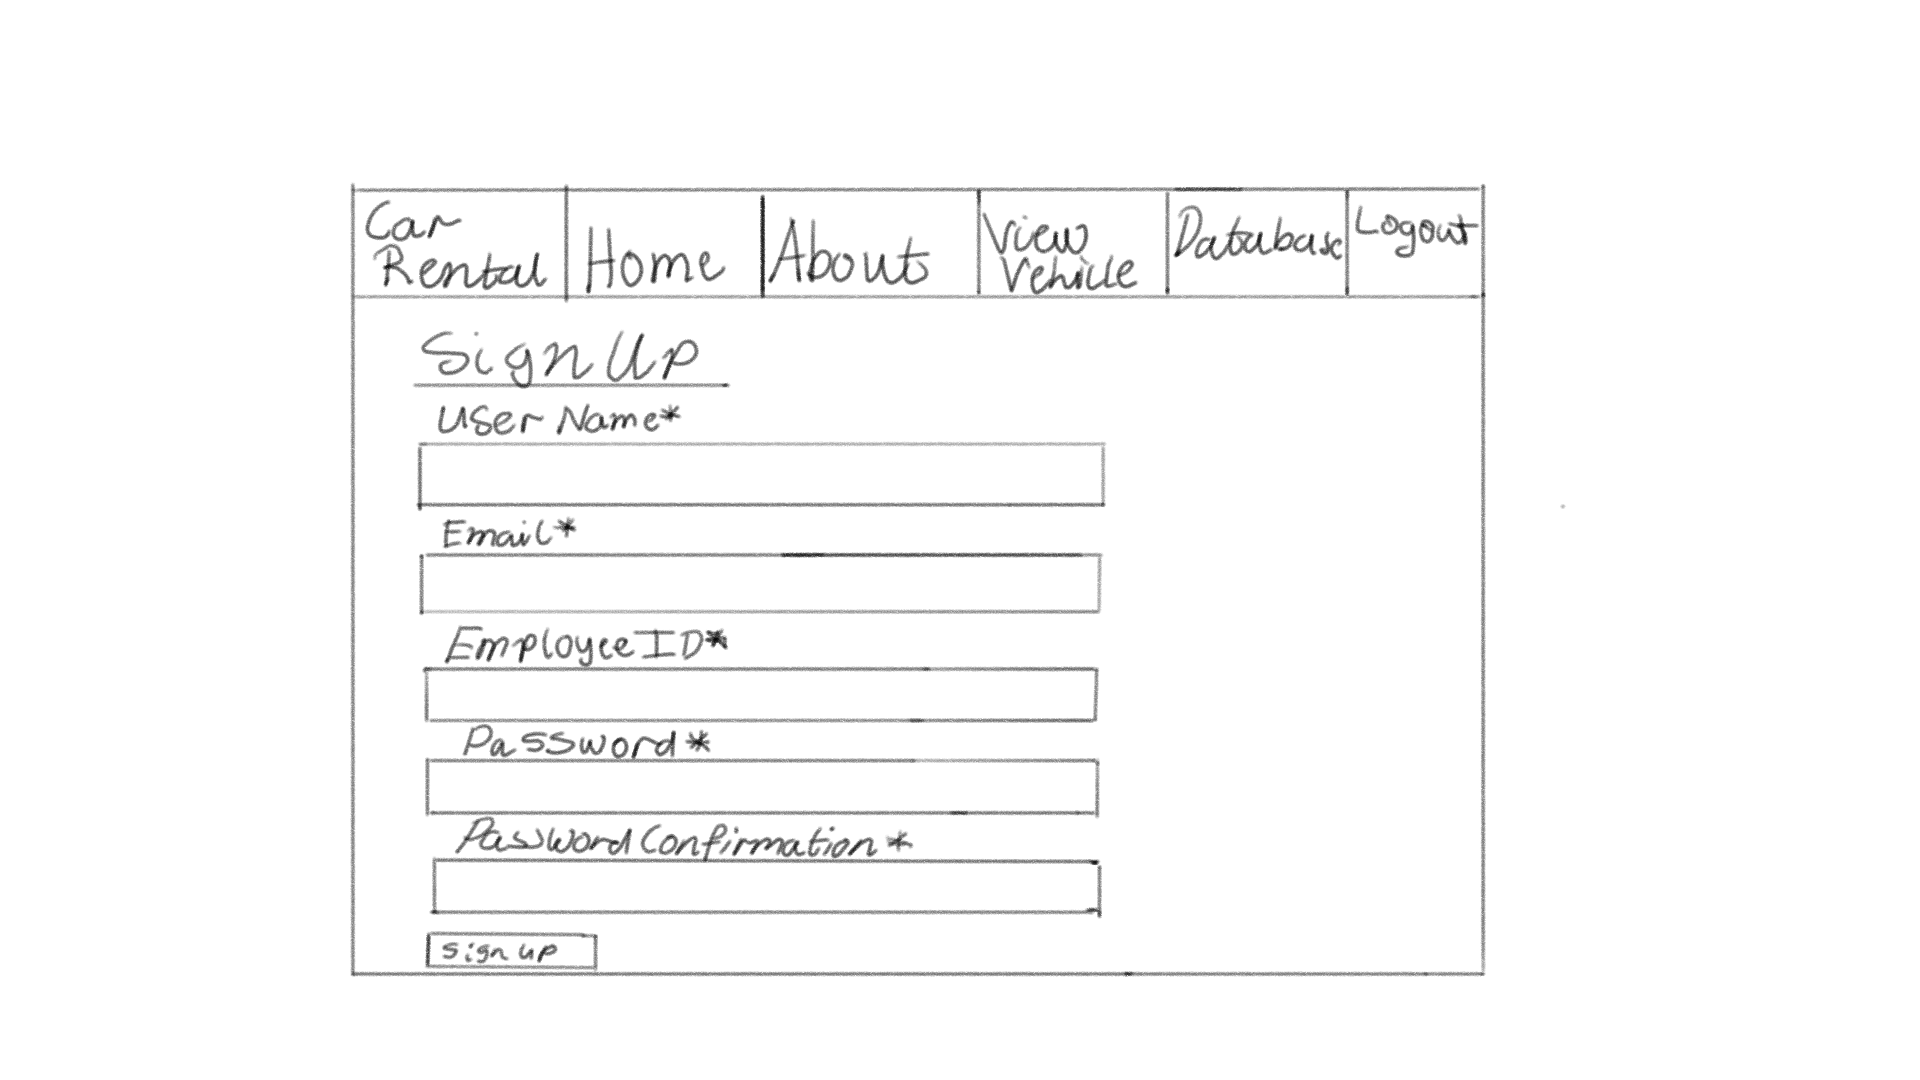 Car
Rental
Home
About
View
Vehicle
Database
Logout
Sign Up
User Name*
Email*
Employee ID*
Password*
Password Confirmation*
Sign up